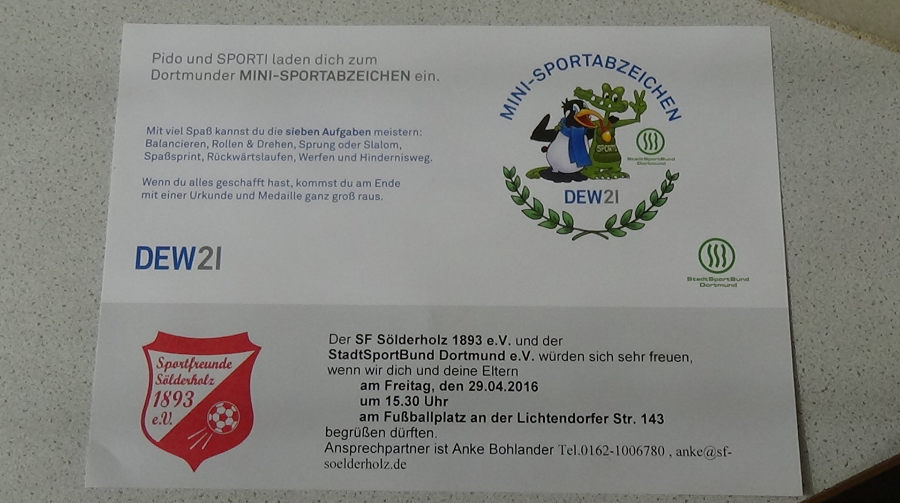 Pido und SPORTI laden dich zum
Dortmunder MINI-SPORTABZEICHEN ein.
MINI-SPORTABZEICHEN
SPORTI
StadtSportBund
Dortmund
DEW21
Mit viel Spaß kannst du die sieben Aufgaben meistern:
Balancieren, Rollen & Drehen, Sprung oder Slalom,
Spaßsprint, Rückwärtslaufen, Werfen und Hindernisweg.
Wenn du alles geschafft hast, kommst du am Ende
mit einer Urkunde und Medaille ganz groß raus.
DEW21
StadtSportBund
Dortmund
Sportfreunde
Sölderholz
1893
e.V.
Der SF Sölderholz 1893 e.V. und der
StadtSportBund Dortmund e.V. würden sich sehr freuen,
wenn wir dich und deine Eltern
am Freitag, den 29.04.2016
um 15.30 Uhr
am Fußballplatz an der Lichtendorfer Str. 143
begrüßen dürften.
Ansprechpartner ist Anke Bohlander Tel.0162-1006780 , anke@sf-
soelderholz.de